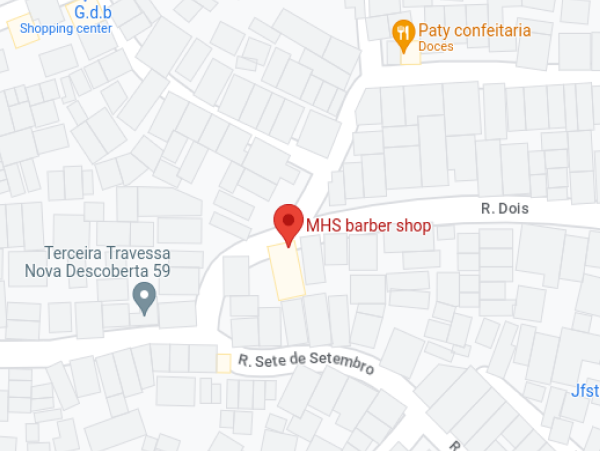 G.d.b
Shopping center
Paty confeitaria
Doces
R. Dois
MHS barber shop
Terceira Travessa
Nova Descoberta 59
R. Sete de Setembro
Jfst
R